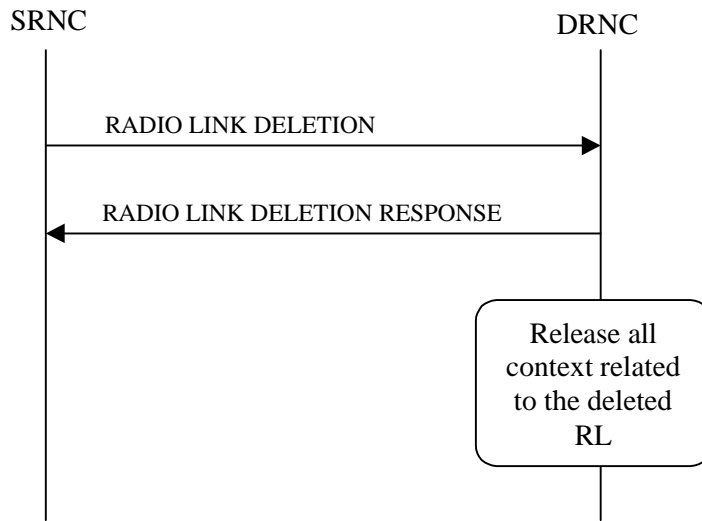 SRNC
DRNC
RADIO LINK DELETION
RADIO LINK DELETION RESPONSE
Release all
context related
to the deleted
RL